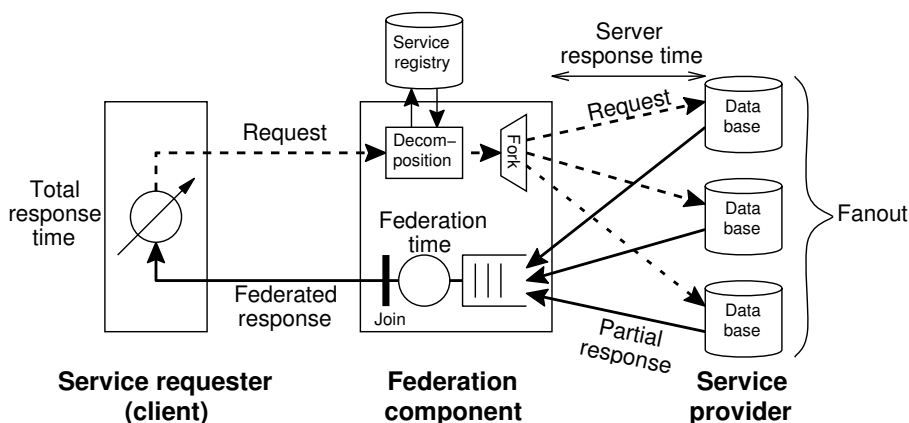 Service
registry
Server
response time
Request
Request
Decom–
position
Fork
Data
base
Total
response
time
Federation
time
Data
base
Fanout
Federated
response
Join
Data
base
Partial
response
Service requester
(client)
Federation
component
Service
provider